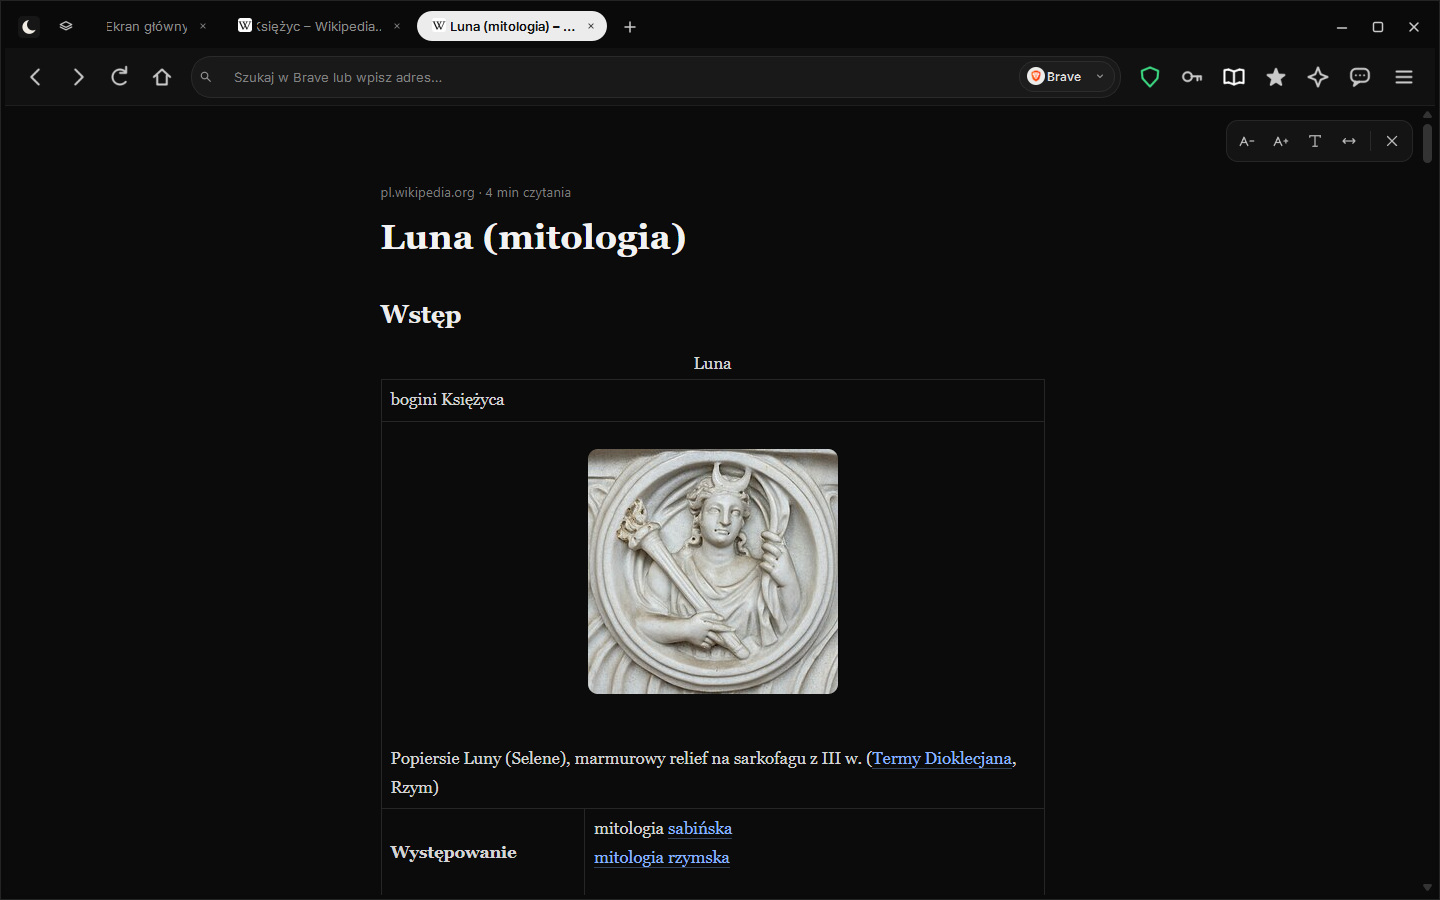 Ekran główny
W Księżyc – Wikipedia..
W Luna (mitologia) – ...
Szukaj w Brave lub wpisz adres...
Brave
A- A+ T
pl.wikipedia.org · 4 min czytania
Luna (mitologia)
Wstęp
Luna
bogini Księżyca
Popiersie Luny (Selene), marmurowy relief na sarkofagu z III w. (Termy Dioklecjana,
Rzym)
Występowanie
mitologia sabińska
mitologia rzymska